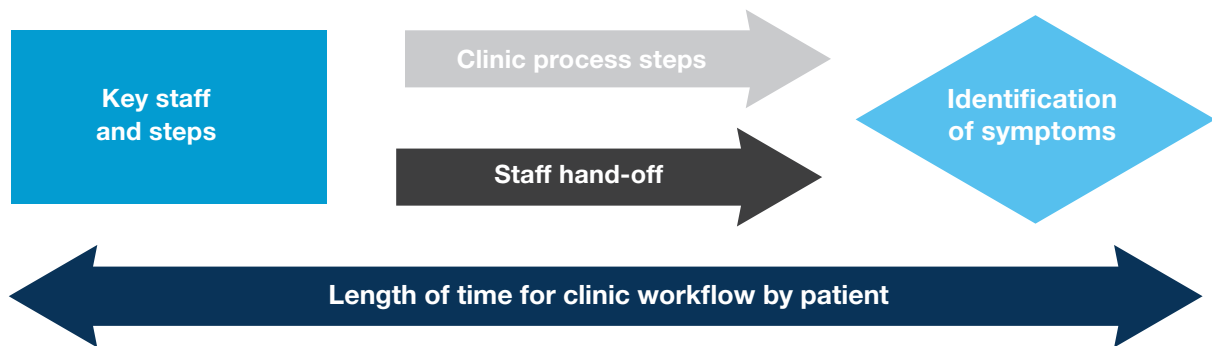 Key staff
and steps
Clinic process steps
Staff hand-off
Identification
of symptoms
Length of time for clinic workflow by patient